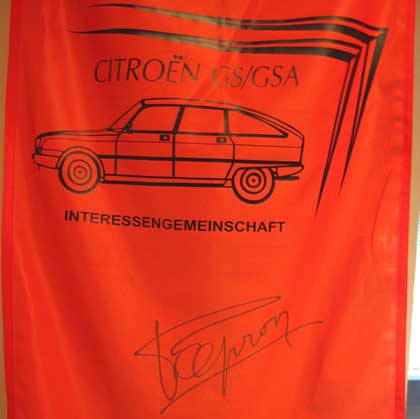 CITROËN GS/GSA
INTERESSENGEMEINSCHAFT